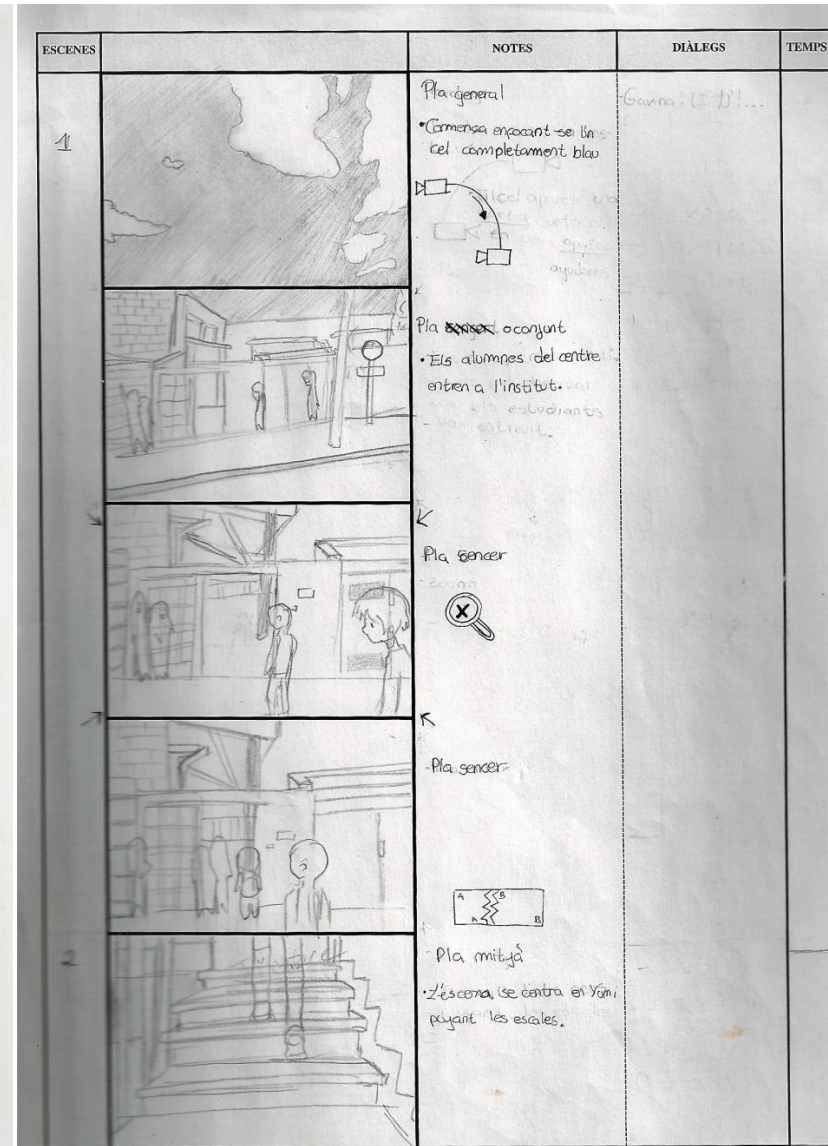 ESCENES
NOTES
DIÀLEGS
TEMPS
1
Pla general
•Comença enfocant-se un
cel completament blau
Pla oconjunt
• Els alumnes del centre
entren a l'institut.
Pla sencer
X
Pla sencer
A
B
A
B
2
Pla mitjà
•L'escena se centra en Yomi
pujant les escales.